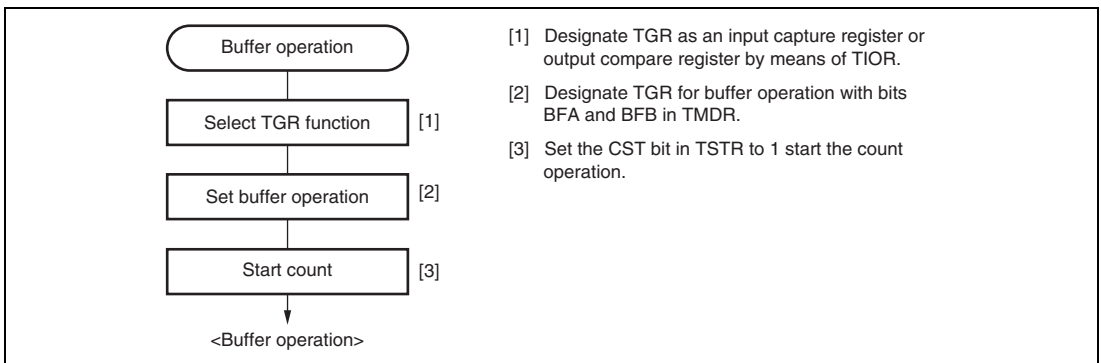 Buffer operation
Select TGR function
[1]
Set buffer operation
[2]
Start count
[3]
<Buffer operation>
[1] Designate TGR as an input capture register or
output compare register by means of TIOR.
[2] Designate TGR for buffer operation with bits
BFA and BFB in TMDR.
[3] Set the CST bit in TSTR to 1 start the count
operation.